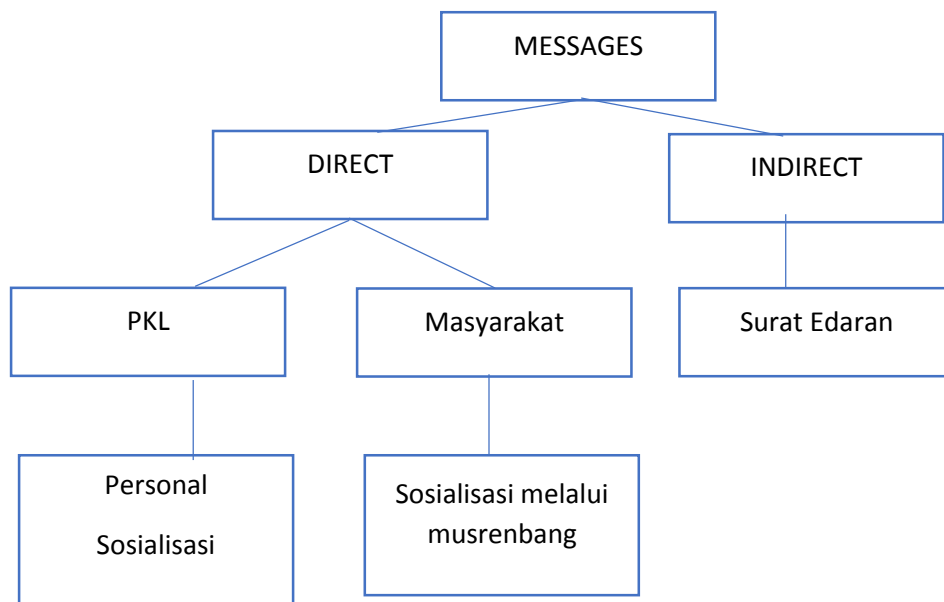 MESSAGES
DIRECT
INDIRECT
PKL
Masyarakat
Surat Edaran
Personal
Sosialisasi
Sosialisasi melalui
musrenbang